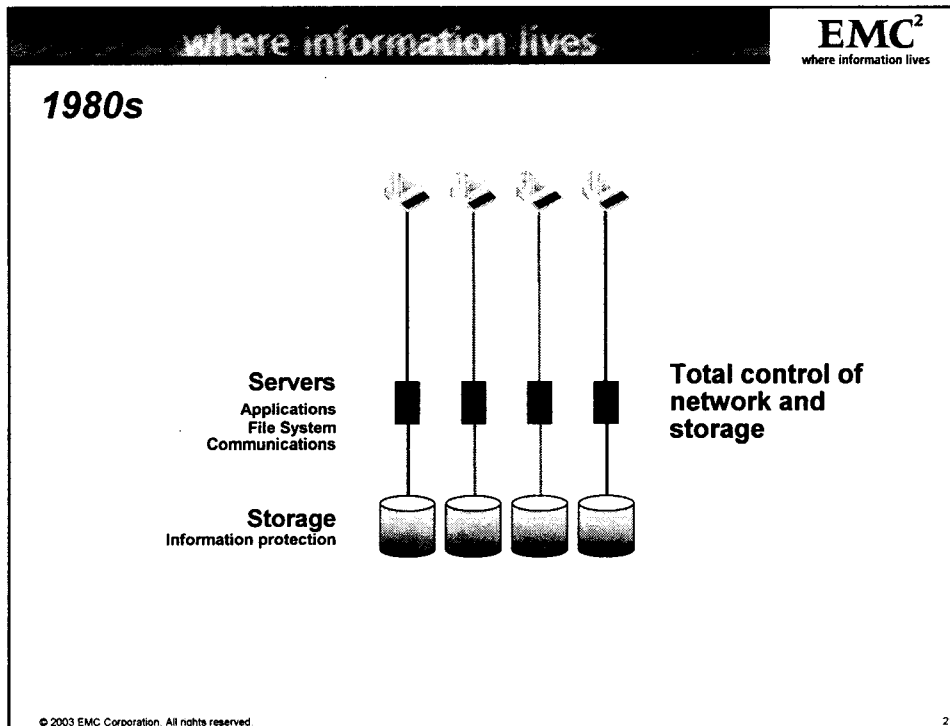 where information lives
EMC²
where information lives
1980s
Servers
Applications
File System
Communications
Total control of
network and
storage
Storage
Information protection
© 2003 EMC Corporation. All rights reserved.
2